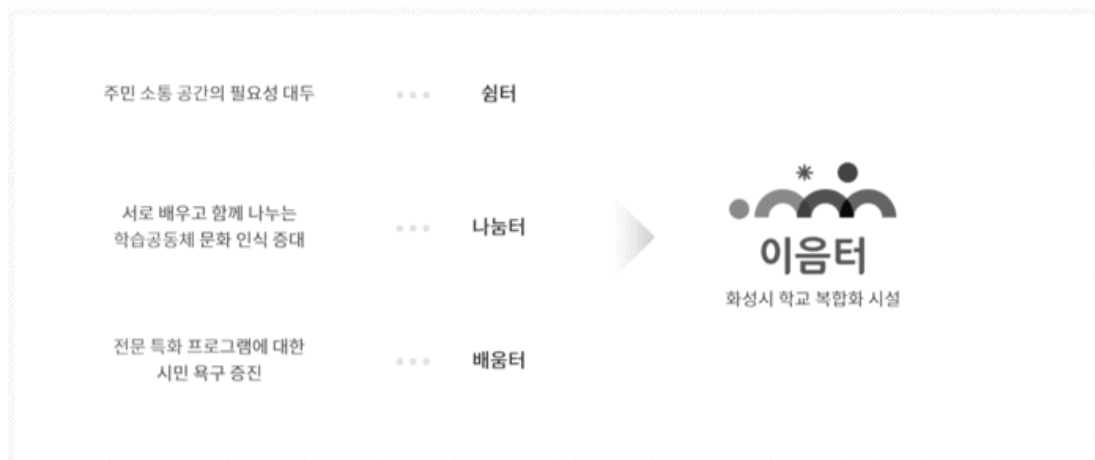 주민 소통 공간의 필요성 대두
쉼터
서로 배우고 함께 나누는
학습공동체 문화 인식 증대
나눔터
전문 특화 프로그램에 대한
시민 욕구 증진
배움터
이음터
화성시 학교 복합화 시설